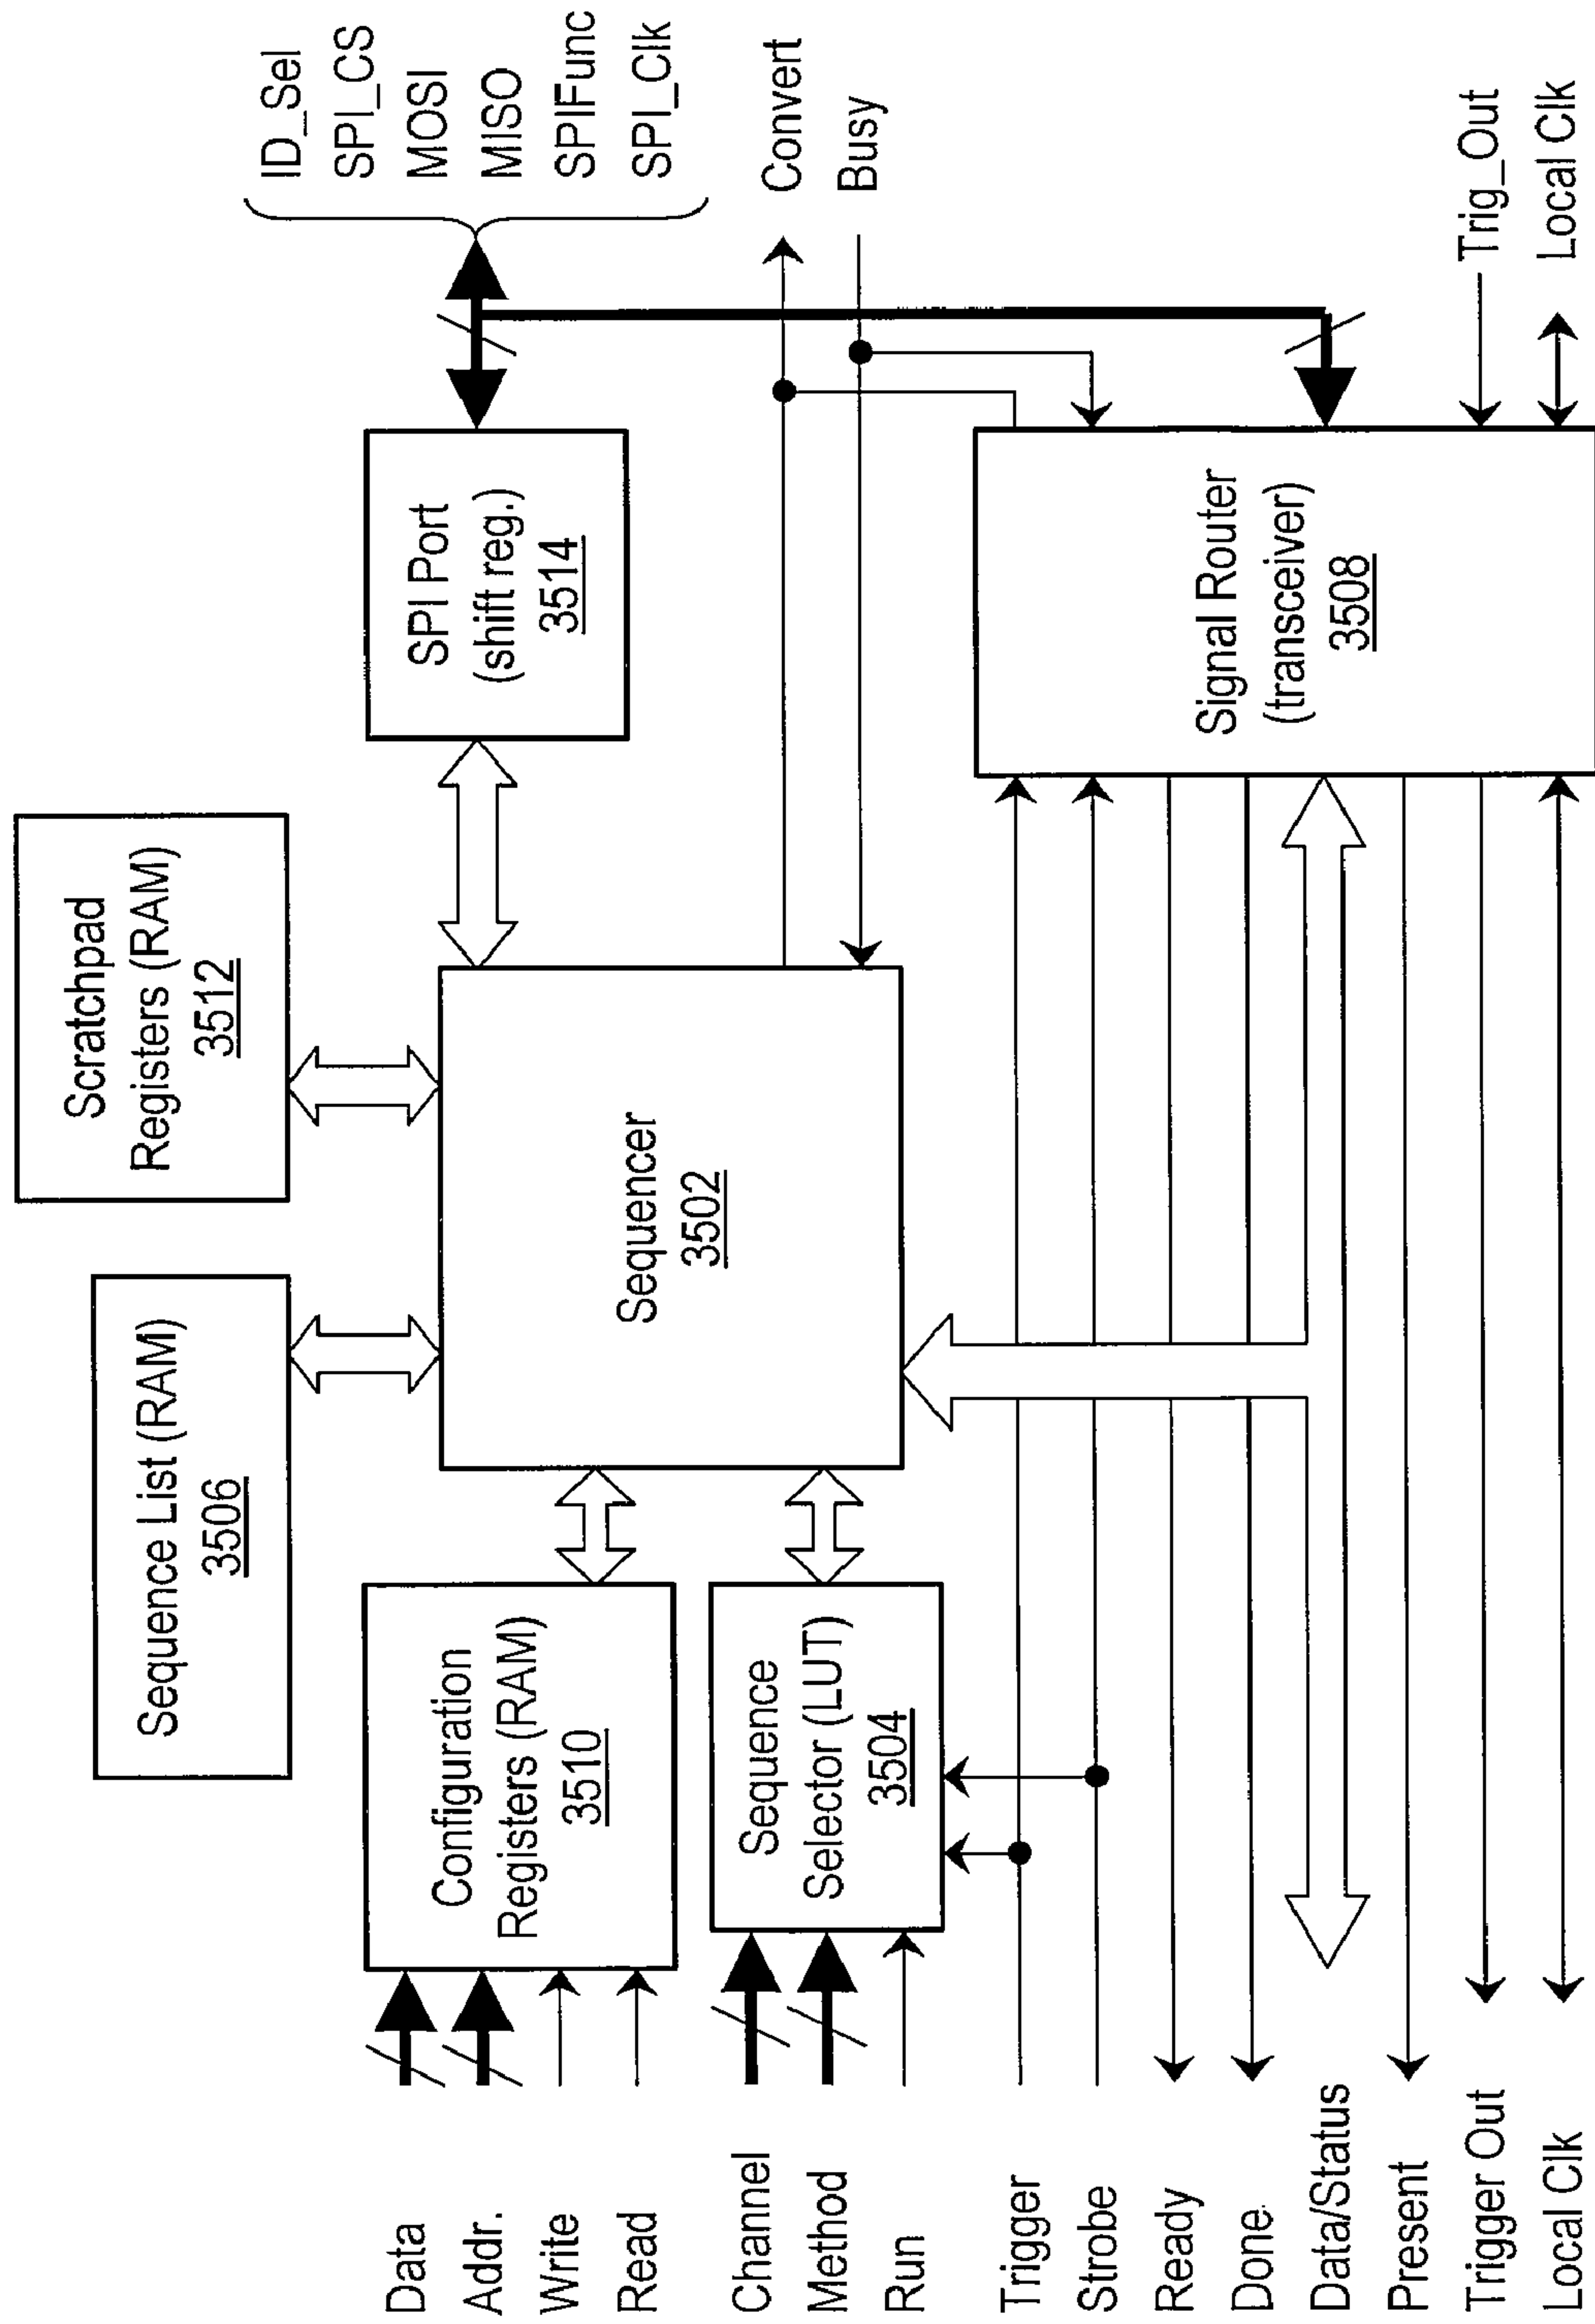 Sequence List (RAM)
3506
Scratchpad
Registers (RAM)
3512
Data
Addr.
Write
Read
Configuration
Registers (RAM)
3510
Sequencer
3502
SPI Port
(shift reg.)
3514
ID_Sel
SPI_CS
MOSI
MISO
SPIFunc
SPI_Clk
Channel
Method
Run
Sequence
Selector (LUT)
3504
Convert
Busy
Trigger
Strobe
Ready
Done
Data/Status
Present
Trigger Out
Local Clk
Signal Router
(transceiver)
3508
Trig_Out
Local Clk